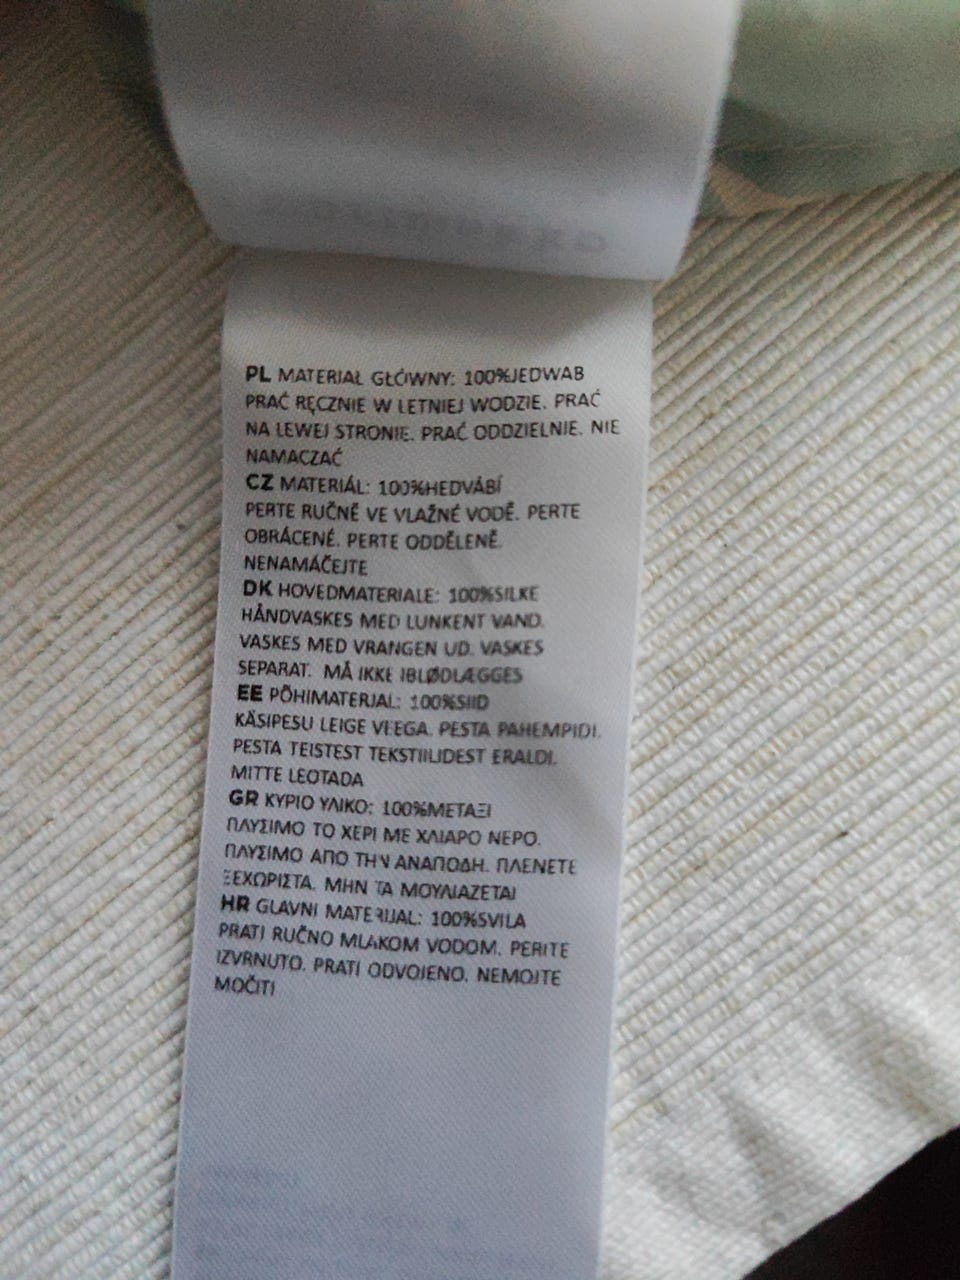 PL MATERIAŁ GŁÓWNY: 100%JEDWAB
PRAĆ RĘCZNIE W LETNIEJ WODZIE. PRAĆ
NA LEWEJ STRONIE. PRAĆ ODDZIELNIE. NIE
NAMACZAĆ
CZ MATERIÁL: 100%HEDVÁBÍ
PERTE RUČNĚ VE VLAŽNÉ VODĚ. PERTE
OBRÁCENÉ. PERTE ODDĚLENĚ.
NENAMÁČEJTE
DK HOVEDMATERIALE: 100%SILKE
HÅNDVASKES MED LUNKENT VAND.
VASKES MED VRANGEN UD. VASKES
SEPARAT. MÅ IKKE IBLØDLÆGGES
EE PÕHIMATERJAL: 100%SIID
KÄSIPESU LEIGE VEEGA. PESTA PAHEMPIDI.
PESTA TEISTEST TEKSTIILIDEST ERALDI.
MITTE LEOTADA
GR ΚΥΡΙΟ ΥΛΙΚΟ: 100%ΜΕΤΑΞΙ
ΠΛΥΣΙΜΟ ΤΟ ΧΕΡΙ ΜΕ ΧΛΙΑΡΟ ΝΕΡΟ.
ΠΛΥΣΙΜΟ ΑΠΟ ΤΗΝ ΑΝΑΠΟΔΗ. ΠΛΕΝΕΤΕ
ΞΕΧΩΡΙΣΤΑ. ΜΗΝ ΤΑ ΜΟΥΛΙΑΖΕΤΑΙ
HR GLAVNI MATERIJAL: 100%SVILA
PRATI RUČNO MLAKOM VODOM. PERITE
IZVRNUTO. PRATI ODVOJENO. NEMOJTE
MOČITI